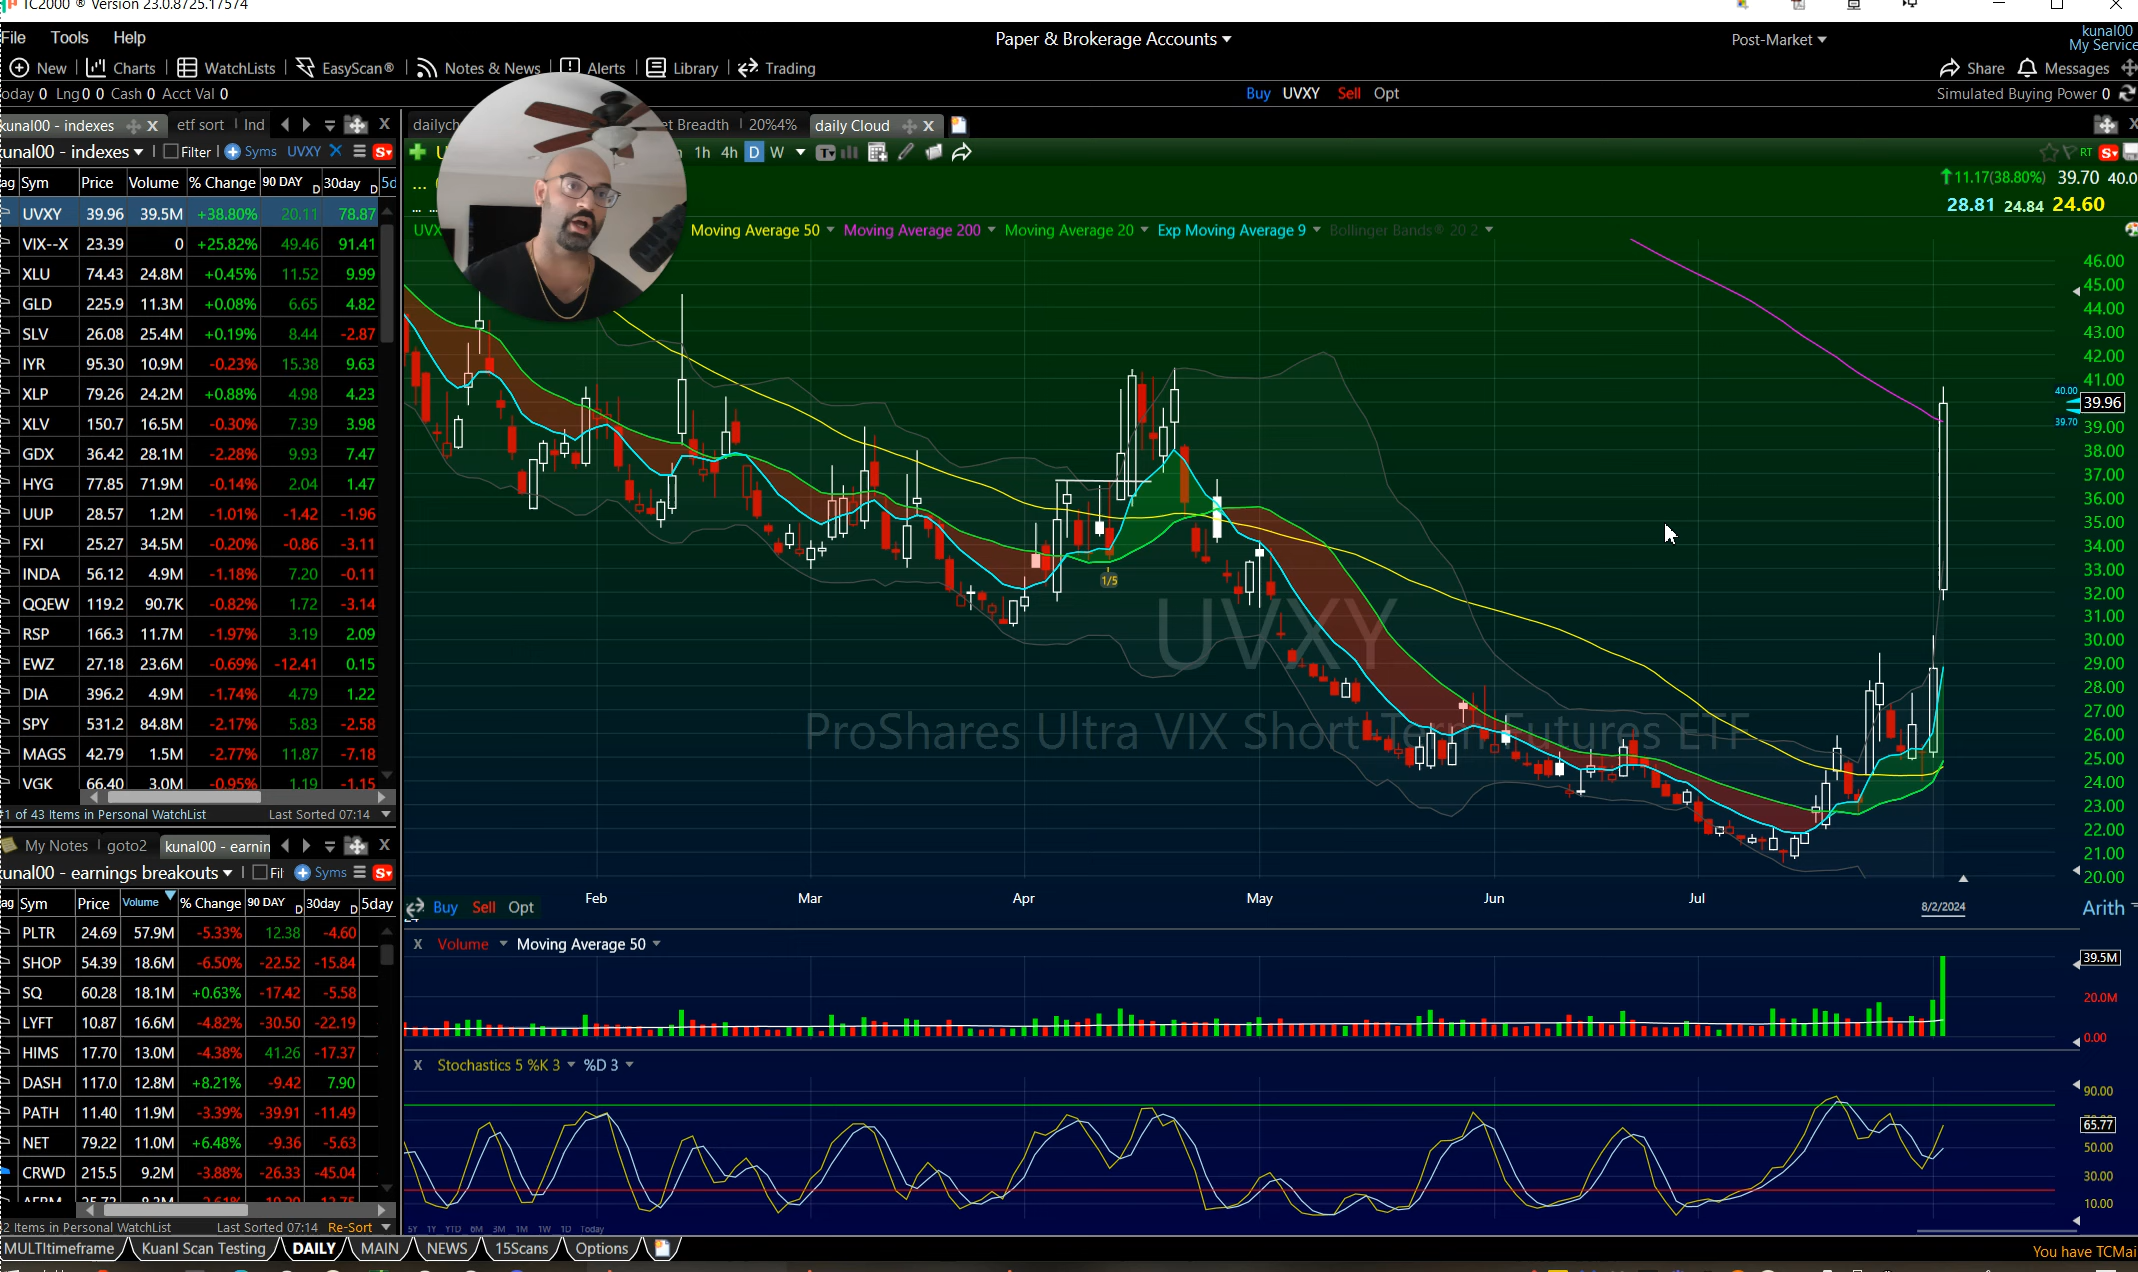 TC2000 ® Version 23.0.8725.17574
File Tools Help
Paper & Brokerage Accounts
Post-Market
kunal00
My Service
New Charts WatchLists EasyScan® Notes & News Alerts Library Trading
Share Messages
oday 0 Lng 0 0 Cash 0 Acct Val 0
Buy UVXY Sell Opt
Simulated Buying Power 0
kunal00 - indexes X etf sort Ind X
dailych et Breadth 20%4% daily Cloud X
unal00 - indexes Filter Syms UVXY
1h 4h D W
RT
ag Sym Price Volume % Change 90 DAY D 30day D 5d
UVXY 39.96 39.5M +38.80% 20.11 78.87
VIX--X 23.39 0 +25.82% 49.46 91.41
XLU 74.43 24.8M +0.45% 11.52 9.99
GLD 225.9 11.3M +0.08% 6.65 4.82
SLV 26.08 25.4M +0.19% 8.44 -2.87
IYR 95.30 10.9M -0.23% 15.38 9.63
XLP 79.26 24.2M +0.88% 4.98 4.23
XLV 150.7 16.5M -0.30% 7.39 3.98
GDX 36.42 28.1M -2.28% 9.93 7.47
HYG 77.85 71.9M -0.14% 2.04 1.47
UUP 28.57 1.2M -1.01% -1.42 -1.96
FXI 25.27 34.5M -0.20% -0.86 -3.11
INDA 56.12 4.9M -1.18% 7.20 -0.11
QQEW 119.2 90.7K -0.82% 1.72 -3.14
RSP 166.3 11.7M -1.97% 3.19 2.09
EWZ 27.18 23.6M -0.69% -12.41 0.15
DIA 396.2 4.9M -1.74% 4.79 1.22
SPY 531.2 84.8M -2.17% 5.83 -2.58
MAGS 42.79 1.5M -2.77% 11.87 -7.18
VGK 66.40 3.0M -0.95% 1.19 -1.15
1 of 43 Items in Personal WatchList Last Sorted 07:14
My Notes goto2 kunal00 - earnin X
unal00 - earnings breakouts Fil Syms
ag Sym Price Volume % Change 90 DAY D 30day D 5day
PLTR 24.69 57.9M -5.33% 12.38 -4.60
SHOP 54.39 18.6M -6.50% -22.52 -15.84
SQ 60.28 18.1M +0.63% -17.42 -5.58
LYFT 10.87 16.6M -4.82% -30.50 -22.19
HIMS 17.70 13.0M -4.38% 41.26 -17.37
DASH 117.0 12.8M +8.21% -9.42 7.90
PATH 11.40 11.9M -3.39% -39.91 -11.49
NET 79.22 11.0M +6.48% -9.36 -5.63
CRWD 215.5 9.2M -3.88% -26.33 -45.04
2 Items in Personal WatchList Last Sorted 07:14 Re-Sort
11.17(38.80%) 39.70 40.0
28.81 24.84 24.60
UVX Moving Average 50 Moving Average 200 Moving Average 20 Exp Moving Average 9 Bollinger Bands® 20 2
46.00
45.00
44.00
43.00
42.00
41.00
40.00
39.96
39.70
39.00
38.00
37.00
36.00
35.00
34.00
33.00
32.00
31.00
30.00
29.00
28.00
27.00
26.00
25.00
24.00
23.00
22.00
21.00
20.00
1/5
UVXY
ProShares Ultra VIX Short-Term Futures ETF
Feb Mar Apr May Jun Jul 8/2/2024
Buy Sell Opt
Arith
X Volume Moving Average 50
39.5M
20.0M
0.00
X Stochastics 5 %K 3 %D 3
90.00
65.77
50.00
30.00
10.00
5Y 1Y YTD 6M 3M 1M 1W 1D Today
MULTItimeframe Kuanl Scan Testing DAILY MAIN NEWS 15Scans Options
You have TCMai